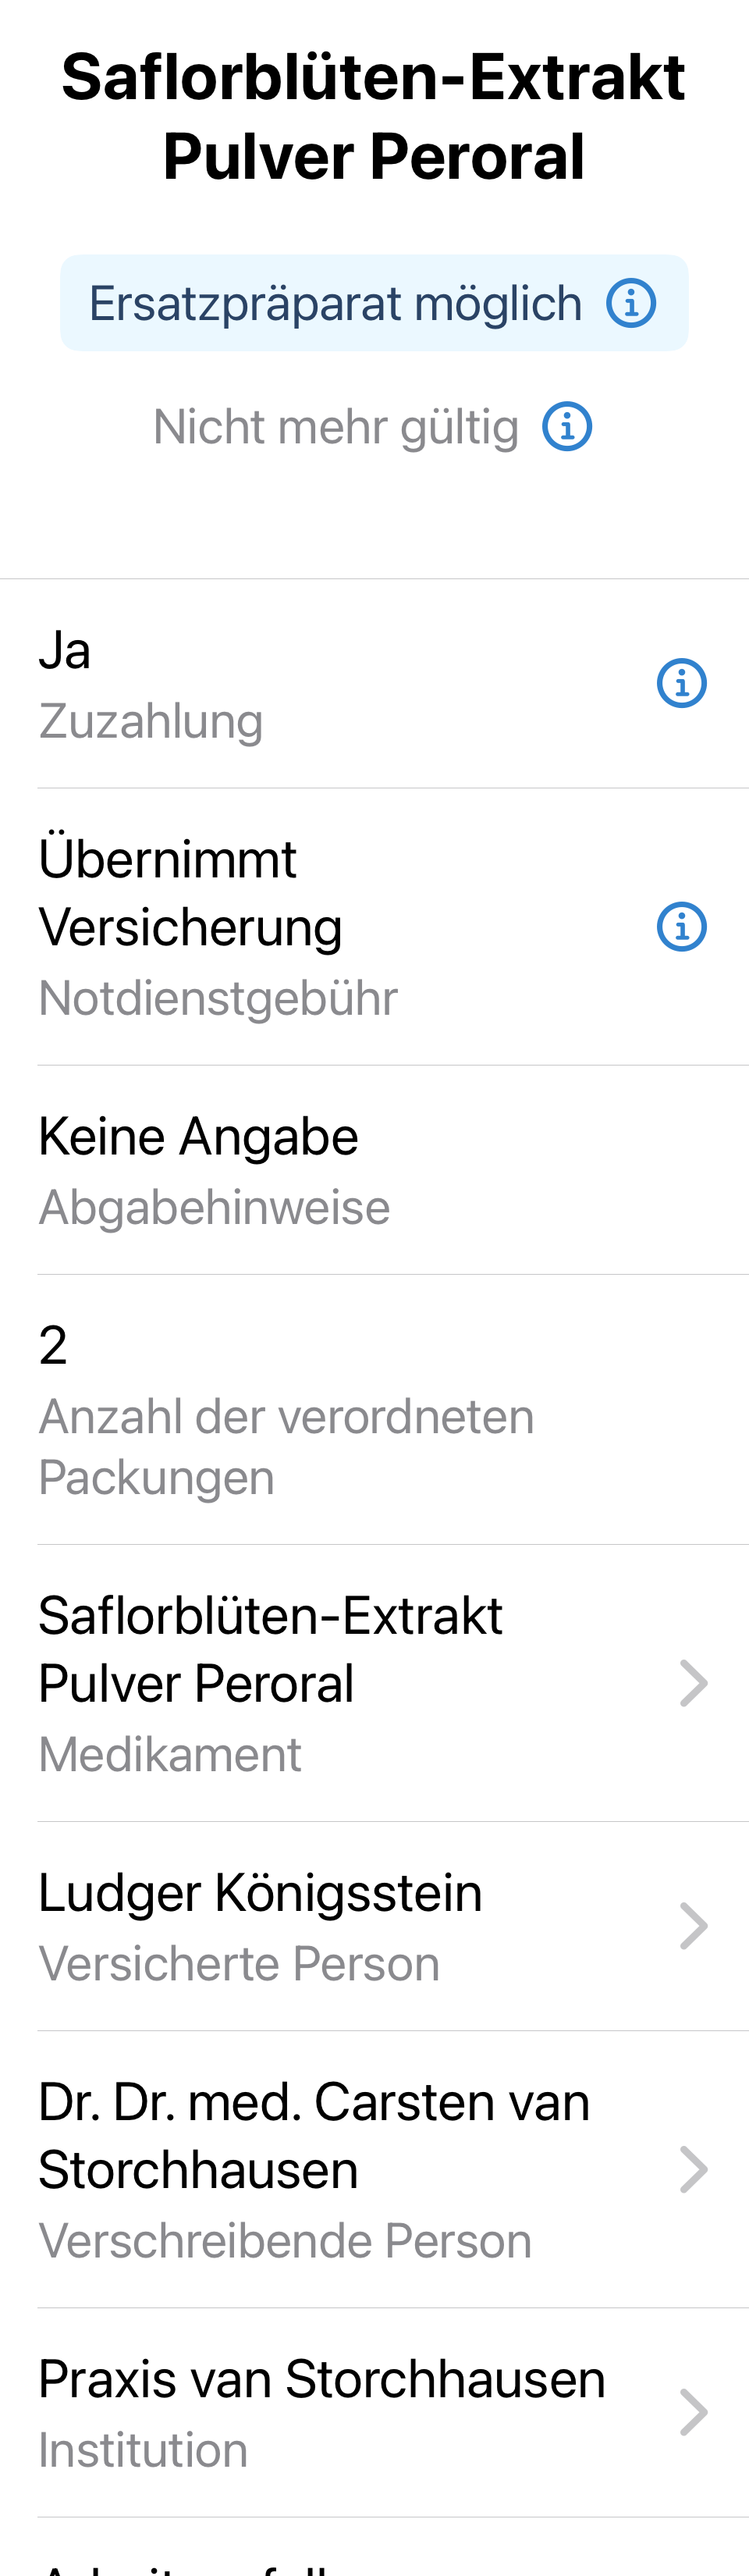 Saflorblüten-Extrakt
Pulver Peroral
Ersatzpräparat möglich
Nicht mehr gültig
Ja
Zuzahlung
Übernimmt
Versicherung
Notdienstgebühr
Keine Angabe
Abgabehinweise
2
Anzahl der verordneten
Packungen
Saflorblüten-Extrakt
Pulver Peroral
Medikament
Ludger Königsstein
Versicherte Person
Dr. Dr. med. Carsten van
Storchhausen
Verschreibende Person
Praxis van Storchhausen
Institution